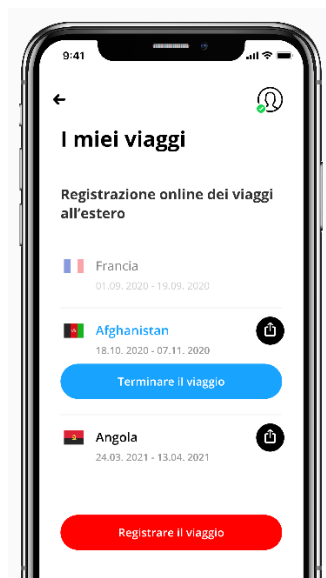 9:41
I miei viaggi
Registrazione online dei viaggi
all'estero
Francia
01.09. 2020 - 19.09. 2020
Afghanistan
18.10. 2020 - 07.11. 2020
Terminare il viaggio
Angola
24.03. 2021 - 13.04. 2021
Registrare il viaggio